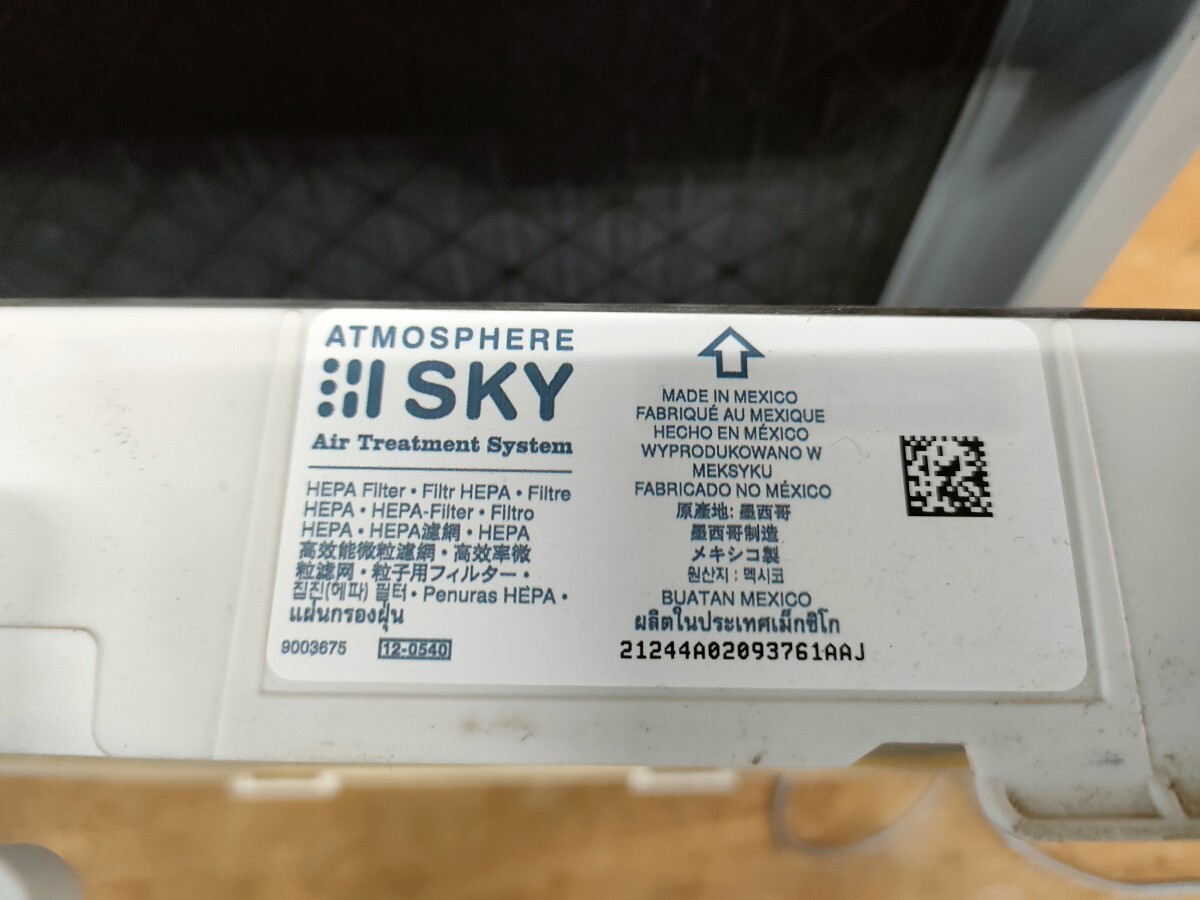 ATMOSPHERE
SKY
Air Treatment System
HEPA Filter • Filtr HEPA • Filtre
HEPA • HEPA-Filter • Filtro
HEPA • HEPA濾網 • HEPA
高效能微粒濾網 • 高效率微
粒滤网 • 粒子用フィルター •
집진(헤파) 필터 • Penuras HEPA •
แผ่นกรองฝุ่น
9003675 12-0540
MADE IN MEXICO
FABRIQUÉ AU MEXIQUE
HECHO EN MÉXICO
WYPRODUKOWANO W
MEKSYKU
FABRICADO NO MÉXICO
原產地: 墨西哥
墨西哥制造
メキシコ製
원산지 : 멕시코
BUATAN MEXICO
ผลิตในประเทศเม็กซิโก
21244A02093761AAJ